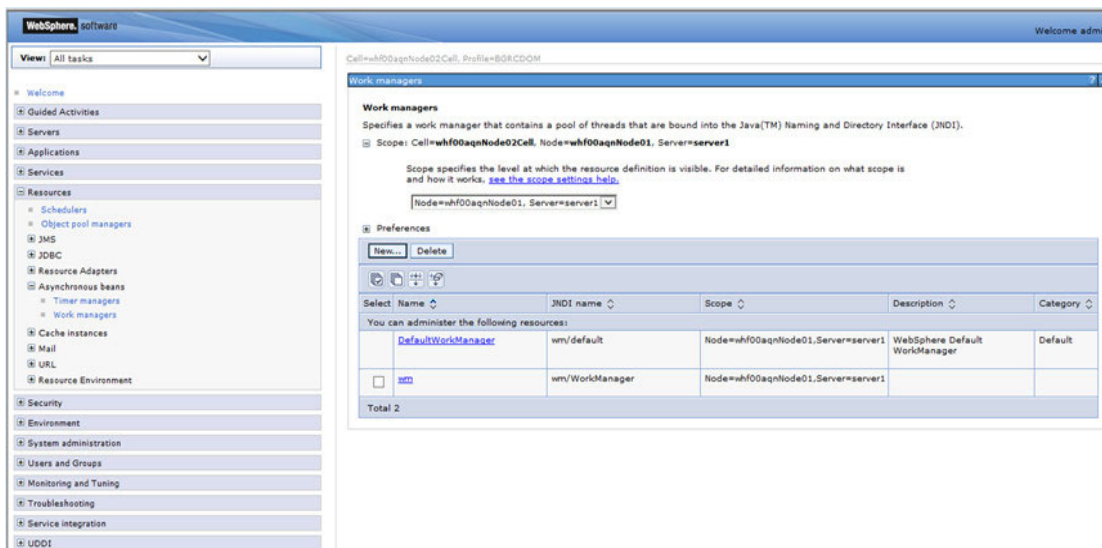 WebSphere. software
Welcome admi
View: All tasks
Cell=whf00aqnNode02Cell, Profile=BGRCDOM
Work managers
?
Welcome
Guided Activities
Servers
Applications
Services
Resources
Schedulers
Object pool managers
JMS
JDBC
Resource Adapters
Asynchronous beans
Timer managers
Work managers
Cache instances
Mail
URL
Resource Environment
Security
Environment
System administration
Users and Groups
Monitoring and Tuning
Troubleshooting
Service integration
UDDI
Work managers
Specifies a work manager that contains a pool of threads that are bound into the Java(TM) Naming and Directory Interface (JNDI).
Scope: Cell=whf00aqnNode02Cell, Node=whf00aqnNode01, Server=server1
Scope specifies the level at which the resource definition is visible. For detailed information on what scope is
and how it works, see the scope settings help.
Node=whf00aqnNode01, Server=server1
Preferences
New... Delete
Select Name JNDI name Scope Description Category
You can administer the following resources:
DefaultWorkManager wm/default Node=whf00aqnNode01,Server=server1 WebSphere Default Default
WorkManager
wm wm/WorkManager Node=whf00aqnNode01,Server=server1
Total 2